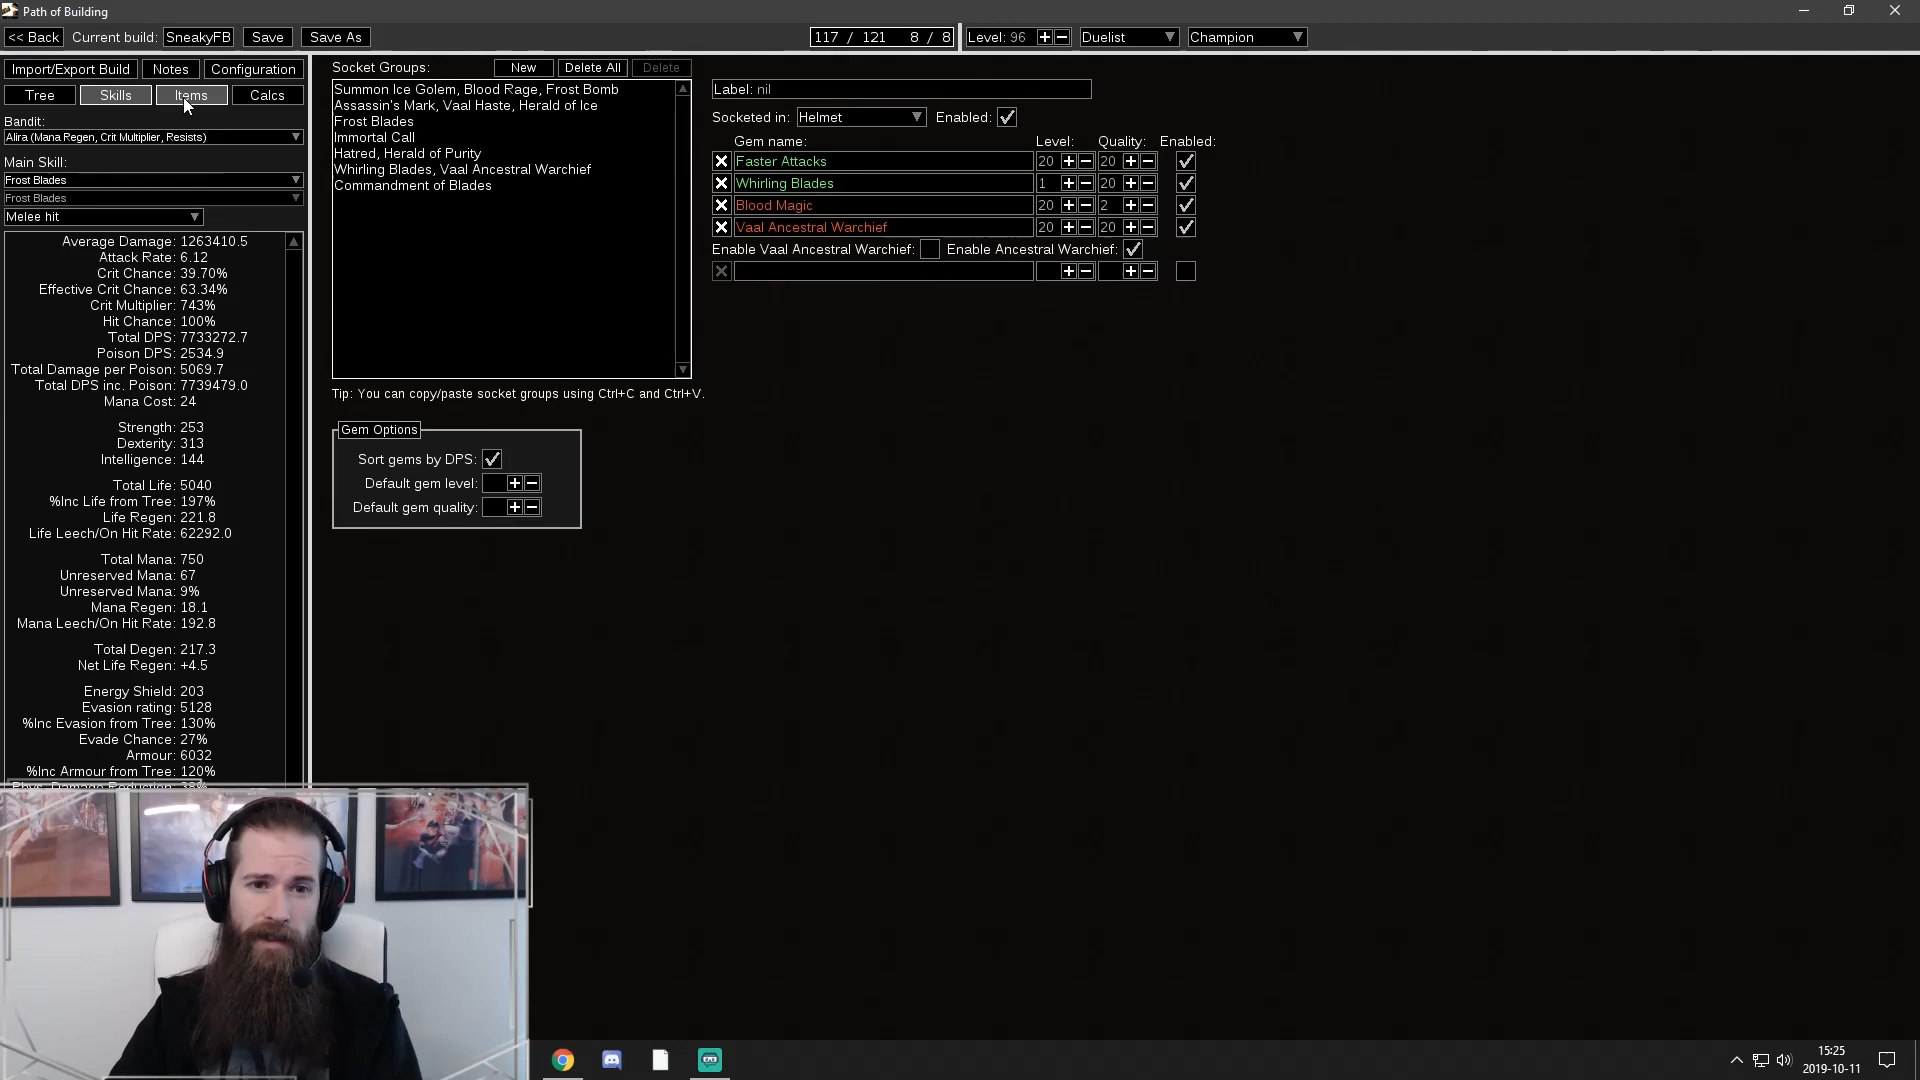 Path of Building
<< Back
Current build: SneakyFB
Save
Save As
117 / 121 8 / 8
Level: 96
Duelist
Champion
Import/Export Build
Notes
Configuration
Tree
Skills
Items
Calcs
Bandit:
Alira (Mana Regen, Crit Multiplier, Resists)
Main Skill:
Frost Blades
Frost Blades
Melee hit
Average Damage: 1263410.5
Attack Rate: 6.12
Crit Chance: 39.70%
Effective Crit Chance: 63.34%
Crit Multiplier: 743%
Hit Chance: 100%
Total DPS: 7733272.7
Poison DPS: 2534.9
Total Damage per Poison: 5069.7
Total DPS inc. Poison: 7739479.0
Mana Cost: 24
Strength: 253
Dexterity: 313
Intelligence: 144
Total Life: 5040
%Inc Life from Tree: 197%
Life Regen: 221.8
Life Leech/On Hit Rate: 62292.0
Total Mana: 750
Unreserved Mana: 67
Unreserved Mana: 9%
Mana Regen: 18.1
Mana Leech/On Hit Rate: 192.8
Total Degen: 217.3
Net Life Regen: +4.5
Energy Shield: 203
Evasion rating: 5128
%Inc Evasion from Tree: 130%
Evade Chance: 27%
Armour: 6032
%Inc Armour from Tree: 120%
Socket Groups:
New
Delete All
Delete
Summon Ice Golem, Blood Rage, Frost Bomb
Assassin's Mark, Vaal Haste, Herald of Ice
Frost Blades
Immortal Call
Hatred, Herald of Purity
Whirling Blades, Vaal Ancestral Warchief
Commandment of Blades
Tip: You can copy/paste socket groups using Ctrl+C and Ctrl+V.
Gem Options
Sort gems by DPS:
Default gem level:
Default gem quality:
Label: nil
Socketed in: Helmet
Enabled:
Gem name: Level: Quality: Enabled:
Faster Attacks 20 20
Whirling Blades 1 20
Blood Magic 20 2
Vaal Ancestral Warchief 20 20
Enable Vaal Ancestral Warchief: Enable Ancestral Warchief:
15:25
2019-10-11